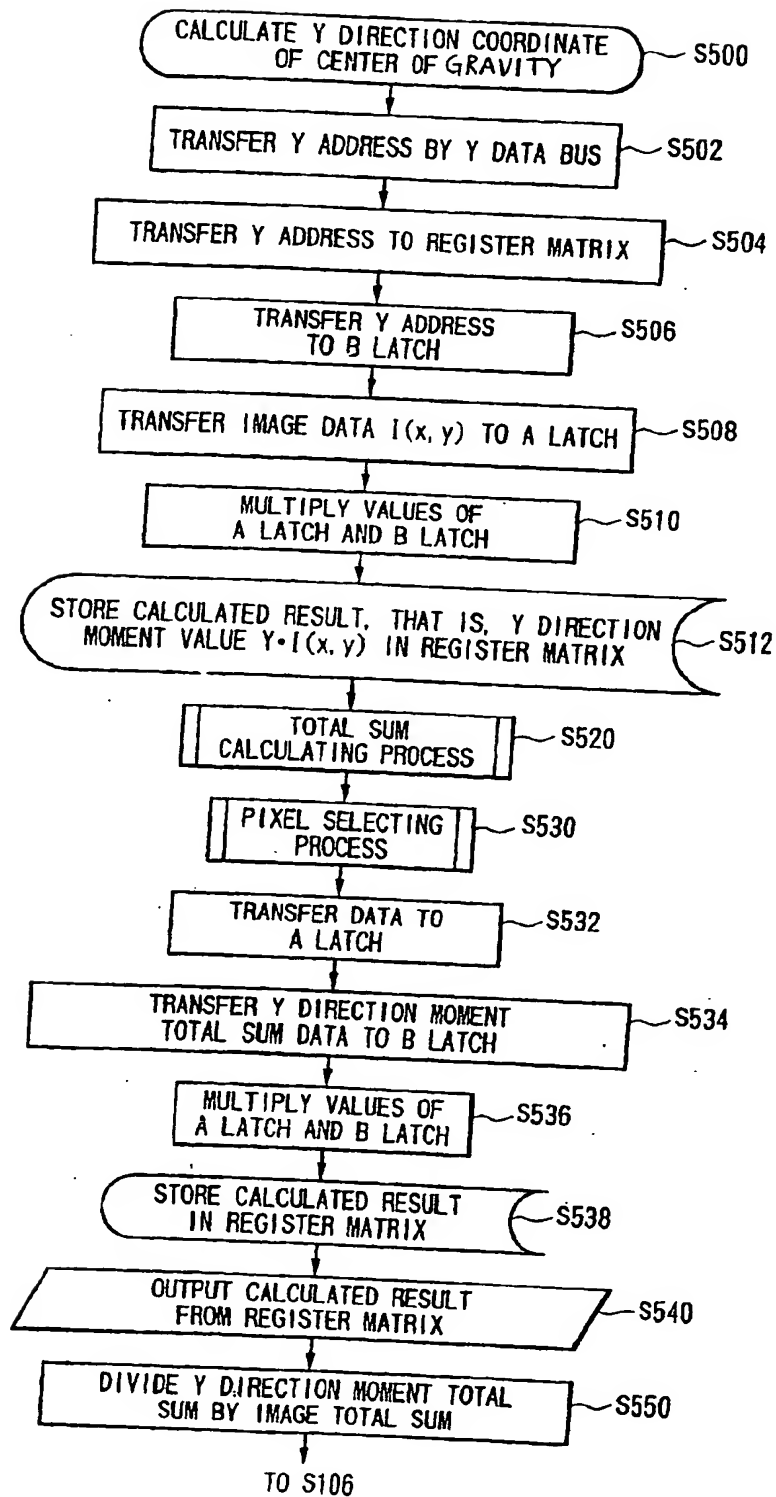 CALCULATE Y DIRECTION COORDINATE
OF CENTER OF GRAVITY
S500
TRANSFER Y ADDRESS BY Y DATA BUS
S502
TRANSFER Y ADDRESS TO REGISTER MATRIX
S504
TRANSFER Y ADDRESS
TO B LATCH
S506
TRANSFER IMAGE DATA I(x, y) TO A LATCH
S508
MULTIPLY VALUES OF
A LATCH AND B LATCH
S510
STORE CALCULATED RESULT, THAT IS, Y DIRECTION
MOMENT VALUE Y•I(x, y) IN REGISTER MATRIX
S512
TOTAL SUM
CALCULATING PROCESS
S520
PIXEL SELECTING
PROCESS
S530
TRANSFER DATA TO
A LATCH
S532
TRANSFER Y DIRECTION MOMENT
TOTAL SUM DATA TO B LATCH
S534
MULTIPLY VALUES OF
A LATCH AND B LATCH
S536
STORE CALCULATED RESULT
IN REGISTER MATRIX
S538
OUTPUT CALCULATED RESULT
FROM REGISTER MATRIX
S540
DIVIDE Y DIRECTION MOMENT TOTAL
SUM BY IMAGE TOTAL SUM
S550
TO S106